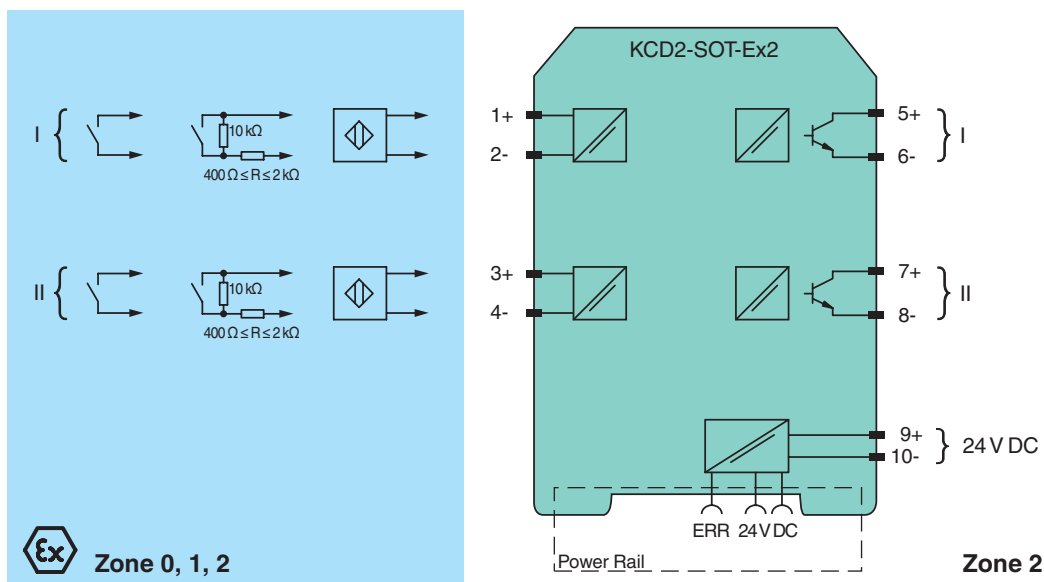 KCD2-SOT-Ex2
I
10 kΩ
400 Ω ≤ R ≤ 2 kΩ
1+
2-
5+
6-
I
II
10 kΩ
400 Ω ≤ R ≤ 2 kΩ
3+
4-
7+
8-
II
9+
10-
24 V DC
ERR 24 V DC
Power Rail
Ex
Zone 0, 1, 2
Zone 2